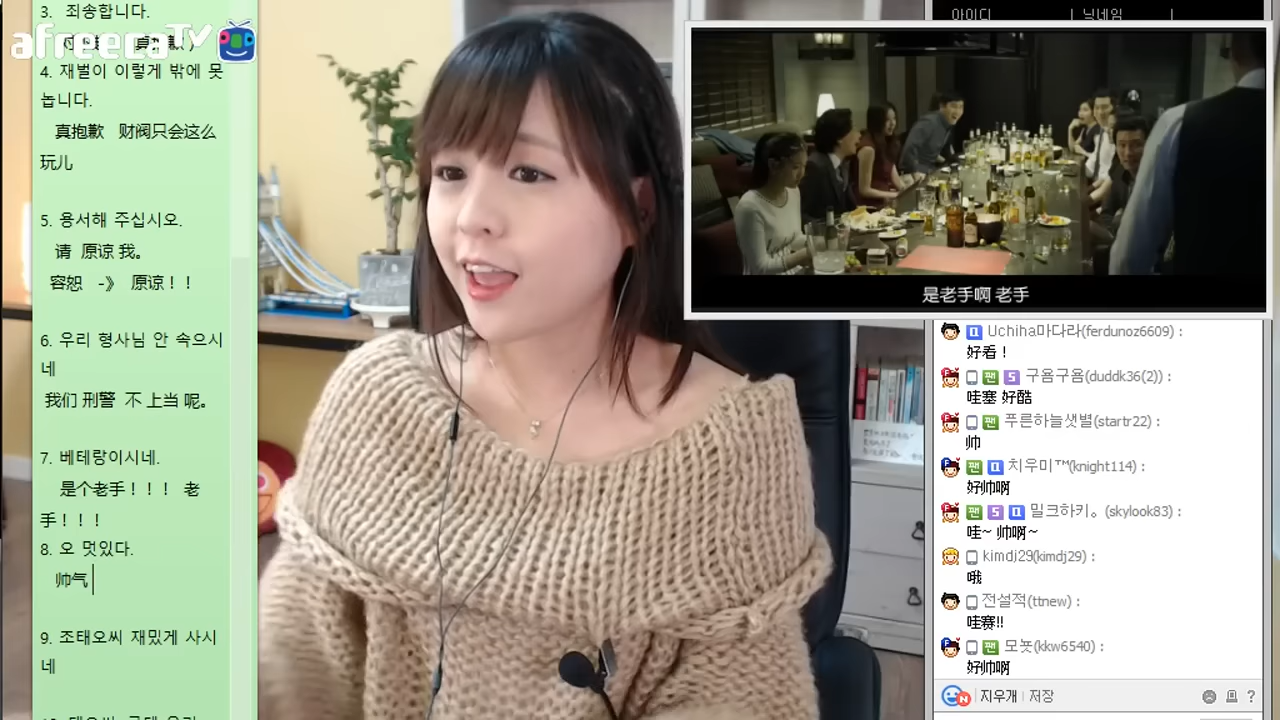 3. 죄송합니다.
afreecaTV
4. 재벌이 이렇게 밖에 못
놉니다.
真抱歉 财阀只会这么
玩儿
5. 용서해 주십시오.
请 原谅 我。
容恕 -》 原谅！！
6. 우리 형사님 안 속으시
네
我们 刑警 不 上当 呢。
7. 베테랑이시네.
是个老手！！！ 老
手！！！
8. 오 멋있다.
帅气
9. 조태오씨 재밌게 사시
네
아이디 | 닉네임 |
是老手啊 老手
Uchiha마다라(ferdunoz6609) :
好看！
팬 S 구욤구욤(duddk36(2)) :
哇塞 好酷
팬 푸른하늘샛별(startr22) :
帅
팬 치우미™(knight114) :
好帅啊
팬 S 밀크하키。(skylook83) :
哇~ 帅啊~
kimdj29(kimdj29) :
哦
전설적(ttnew) :
哇赛!!
팬 모뵷(kkw6540) :
好帅啊
N 지우개 | 저장 ?